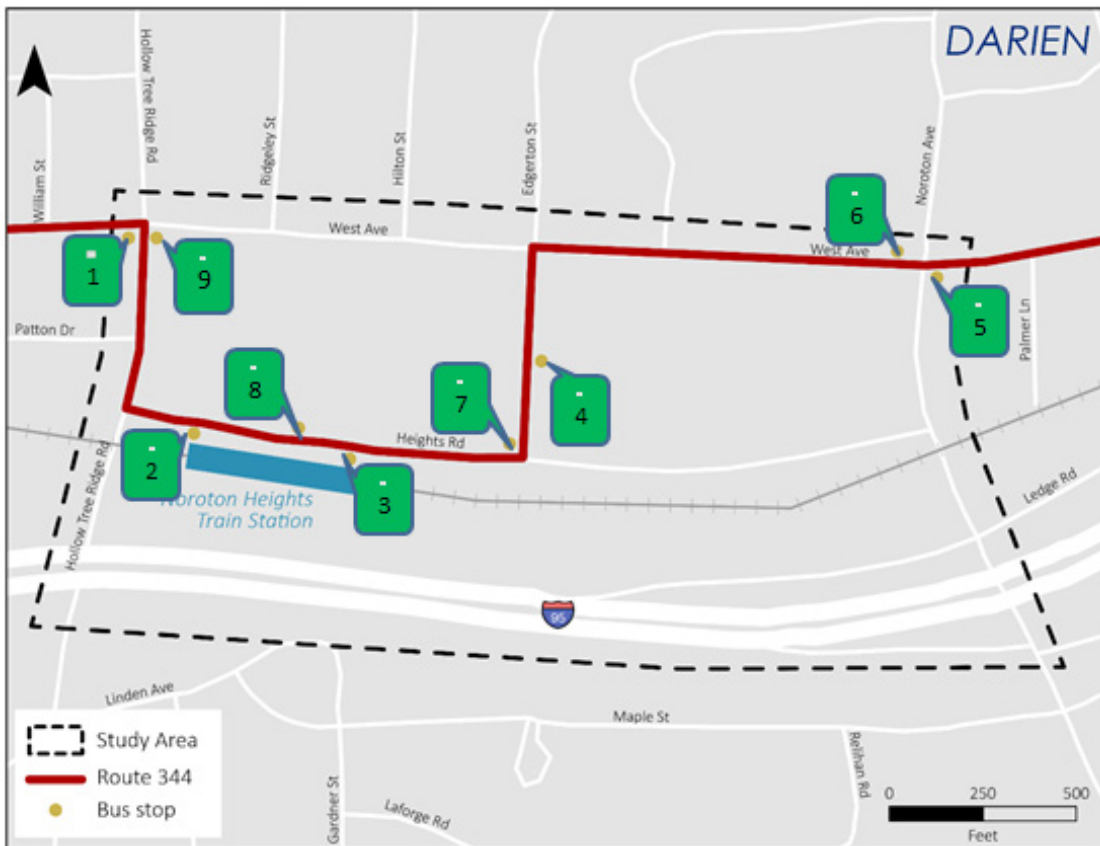 DARIEN
Hollow Tree Ridge Rd
William St
Ridgeley St
Hilton St
Edgerton St
Noroton Ave
6
West Ave
West Ave
1
9
5
Patton Dr
Palmer Ln
8
7
4
Heights Rd
2
3
Hollow Tree Ridge Rd
Noroton Heights
Train Station
Ledge Rd
95
Linden Ave
Maple St
Relihan Rd
Gardner St
Laforge Rd
Study Area
Route 344
Bus stop
0 250 500
Feet